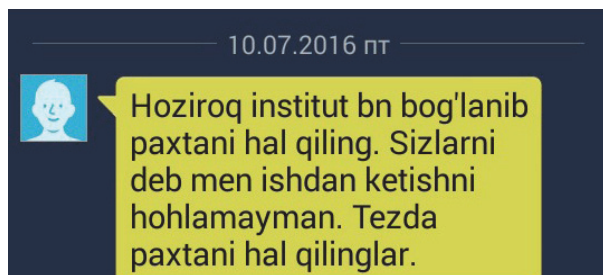 10.07.2016 пт
Hoziroq institut bn bog'lanib
paxtani hal qiling. Sizlarni
deb men ishdan ketishni
hohlamayman. Tezda
paxtani hal qilinglar.